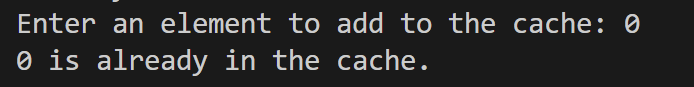 Enter an element to add to the cache: 0
0 is already in the cache.